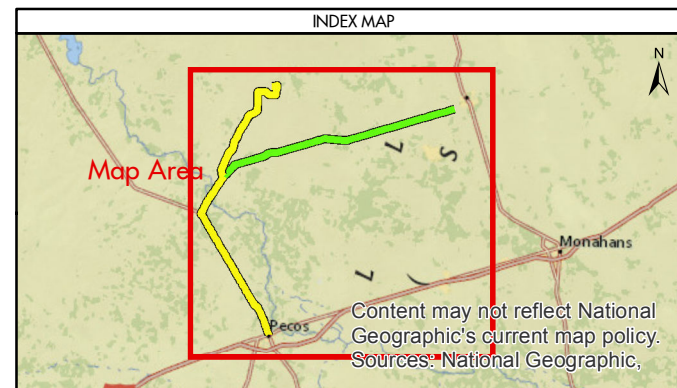 INDEX MAP
N
Map Area
L
S
Monahans
L
Pecos
Content may not reflect National
Geographic's current map policy.
Sources: National Geographic,